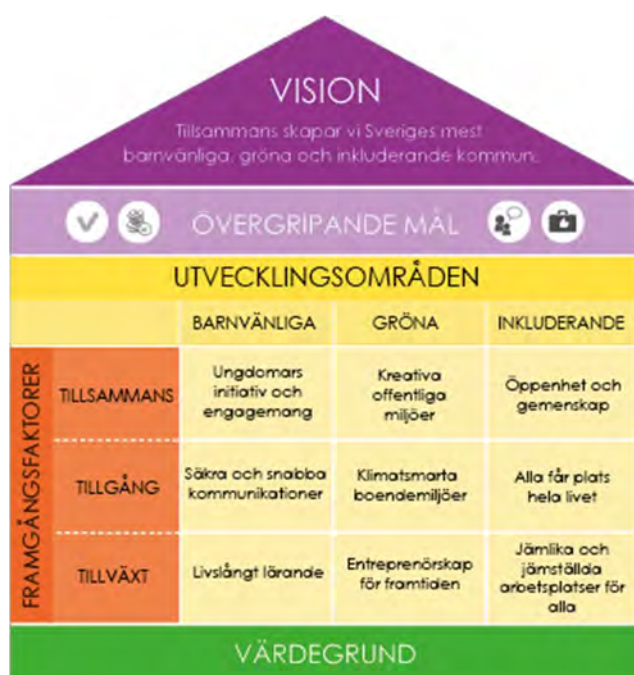 VISION
Tillsammans skapar vi Sveriges mest
barnvänliga, gröna och inkluderande kommun.
ÖVERGRIPANDE MÅL
UTVECKLINGSOMRÅDEN
BARNVÄNLIGA
GRÖNA
INKLUDERANDE
FRAMGÅNGSFAKTORER
TILLSAMMANS
Ungdomars
initiativ och
engagemang
Kreativa
offentliga
miljöer
Öppenhet och
gemenskap
TILLGÅNG
Säkra och snabba
kommunikationer
Klimatsmarta
boendemiljöer
Alla får plats
hela livet
TILLVÄXT
Livslångt lärande
Entreprenörskap
för framtiden
Jämlika och
jämställda
arbetsplatser för
alla
VÄRDEGRUND